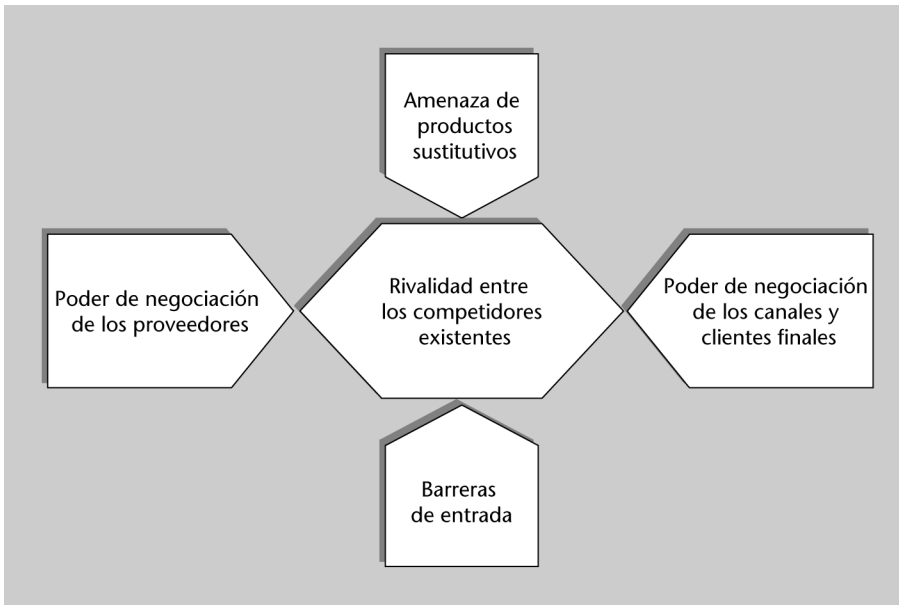 Amenaza de
productos
sustitutivos
Poder de negociación
de los proveedores
Rivalidad entre
los competidores
existentes
Poder de negociación
de los canales y
clientes finales
Barreras
de entrada